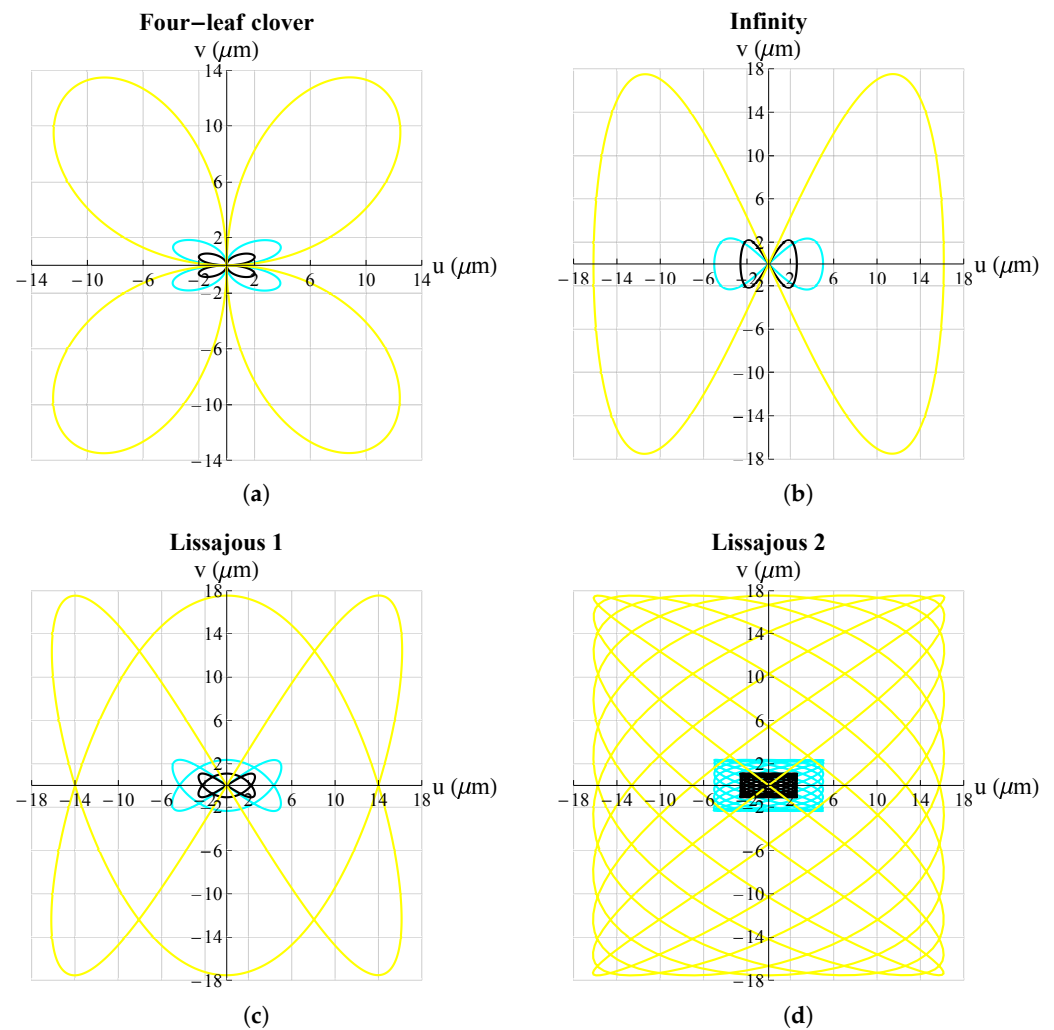 Four−leaf clover
v (μm)
14
10
6
2
−14 −10 −6 −2 2 6 10 14 u (μm)
−2
−6
−10
−14
(a)
Infinity
v (μm)
18
14
10
6
2
−18 −14 −10 −6 −2 2 6 10 14 18 u (μm)
−2
−6
−10
−14
−18
(b)
Lissajous 1
v (μm)
18
14
10
6
2
−18 −14 −10 −6 −2 2 6 10 14 18 u (μm)
−2
−6
−10
−14
−18
(c)
Lissajous 2
v (μm)
18
14
10
6
2
−18 −14 −10 −6 −2 2 6 10 14 18 u (μm)
−2
−6
−10
−14
−18
(d)